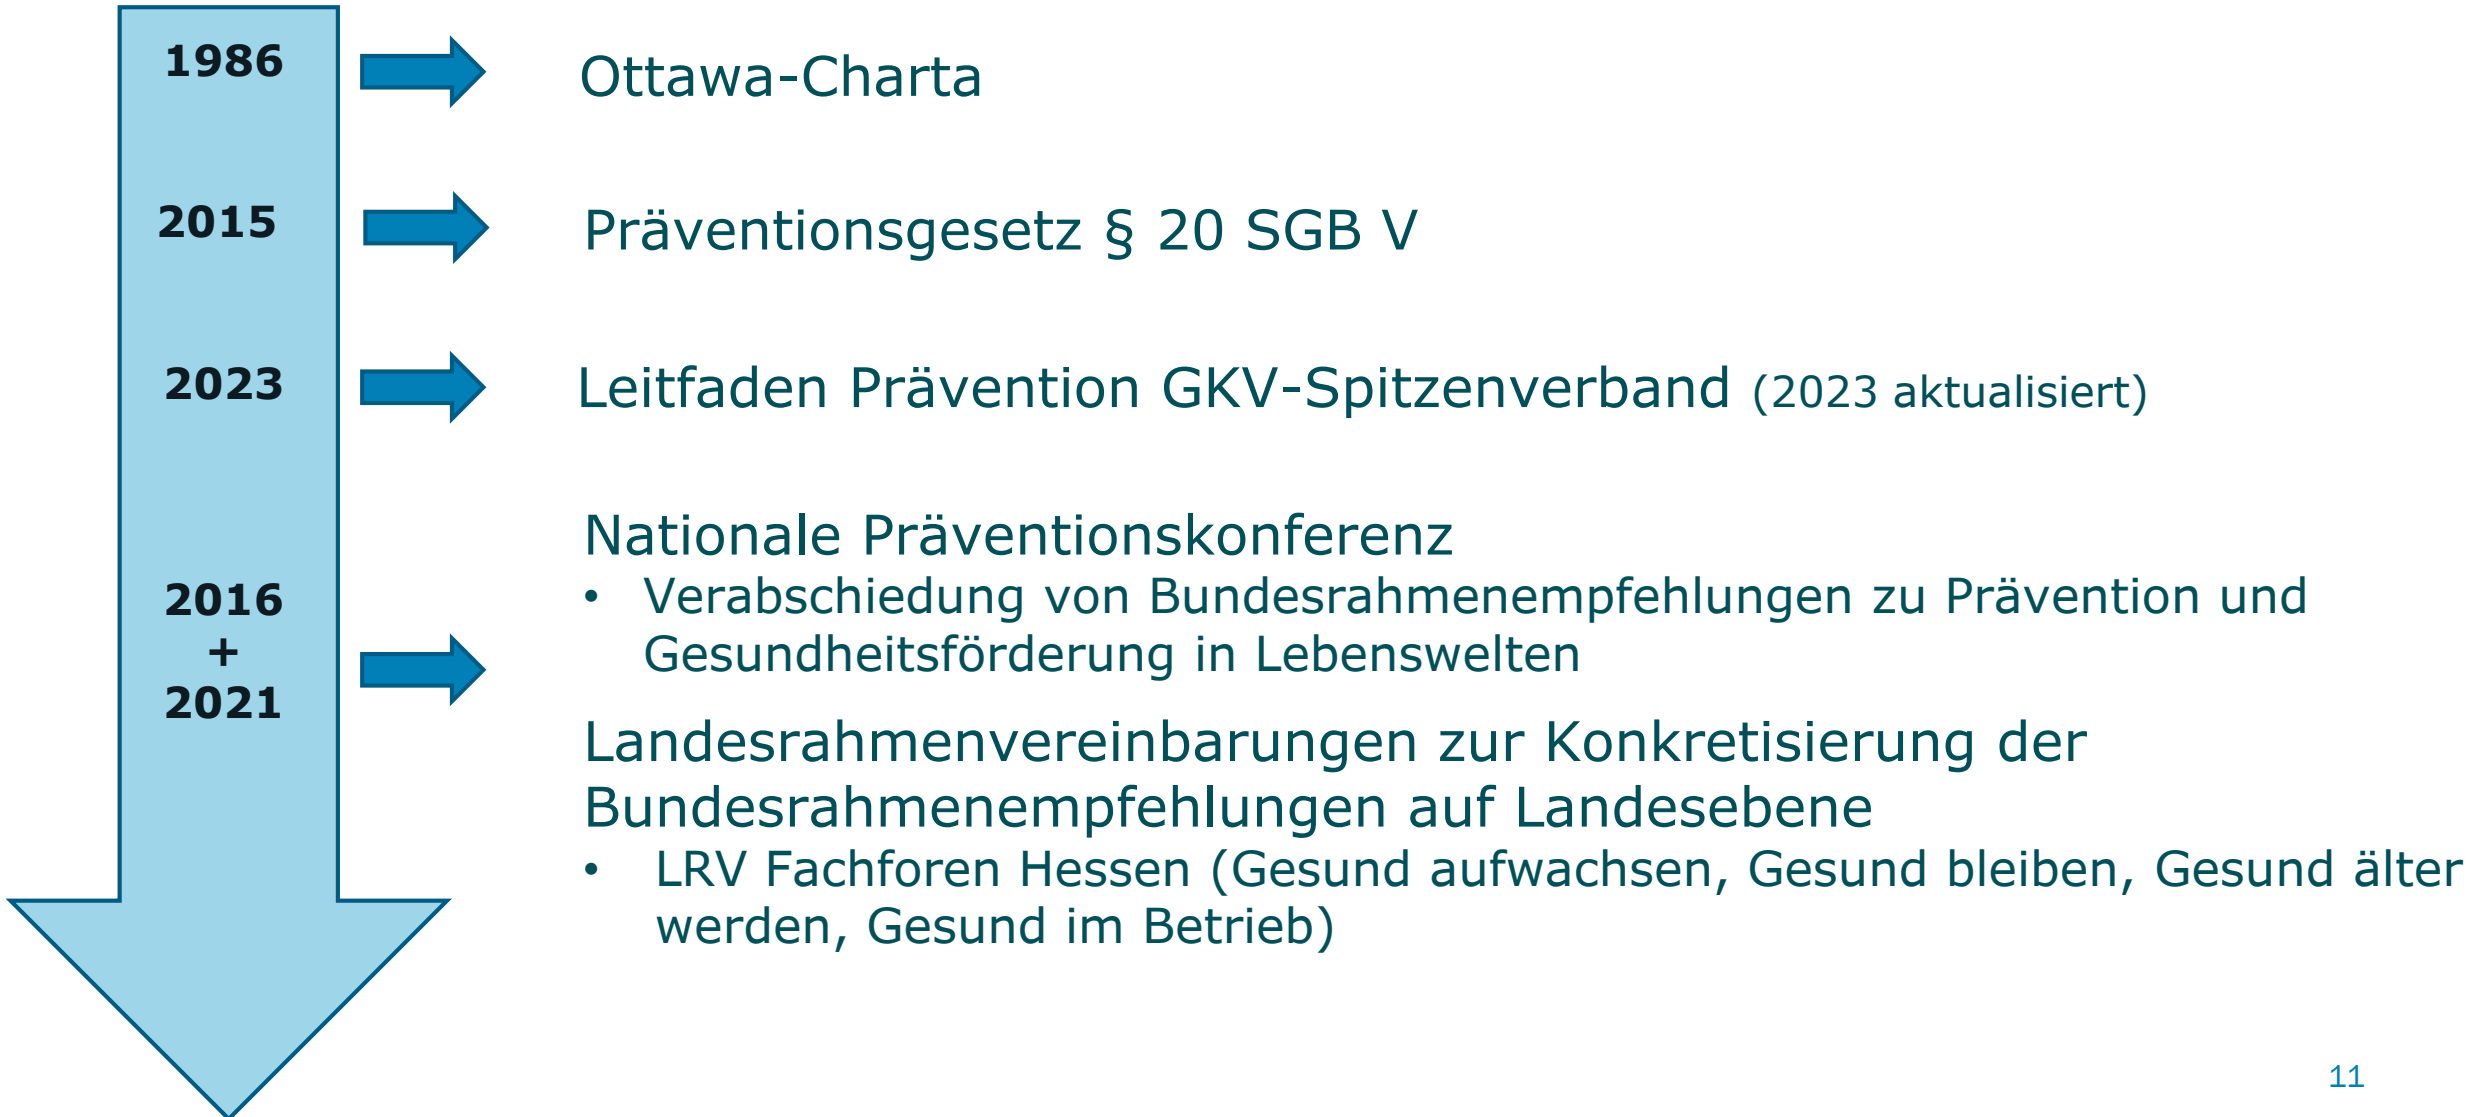 1986
Ottawa-Charta
2015
Präventionsgesetz § 20 SGB V
2023
Leitfaden Prävention GKV-Spitzenverband (2023 aktualisiert)
2016
+
2021
Nationale Präventionskonferenz
• Verabschiedung von Bundesrahmenempfehlungen zu Prävention und
Gesundheitsförderung in Lebenswelten
Landesrahmenvereinbarungen zur Konkretisierung der
Bundesrahmenempfehlungen auf Landesebene
• LRV Fachforen Hessen (Gesund aufwachsen, Gesund bleiben, Gesund älter
werden, Gesund im Betrieb)
11